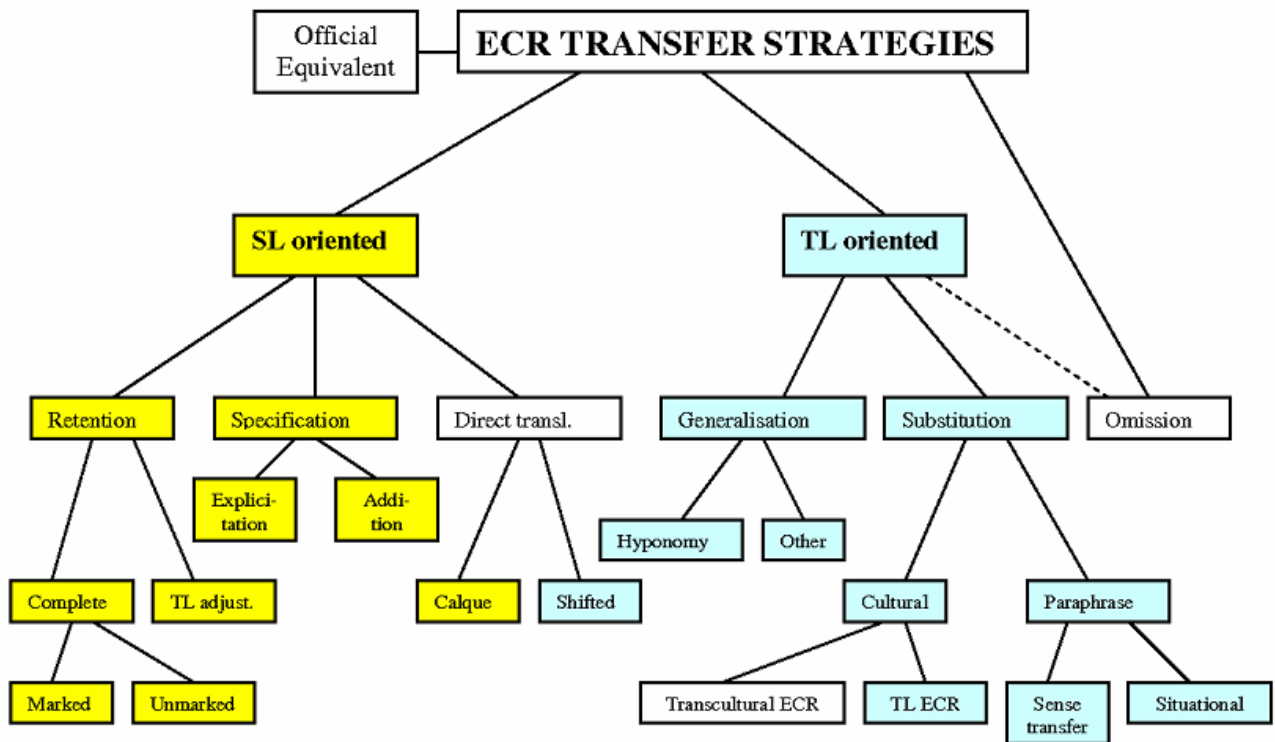 Official
Equivalent
ECR TRANSFER STRATEGIES
SL oriented
TL oriented
Retention
Specification
Direct transl.
Generalisation
Substitution
Omission
Explici-
tation
Addi-
tion
Hyponomy
Other
Complete
TL adjust.
Calque
Shifted
Cultural
Paraphrase
Marked
Unmarked
Transcultural ECR
TL ECR
Sense
transfer
Situational